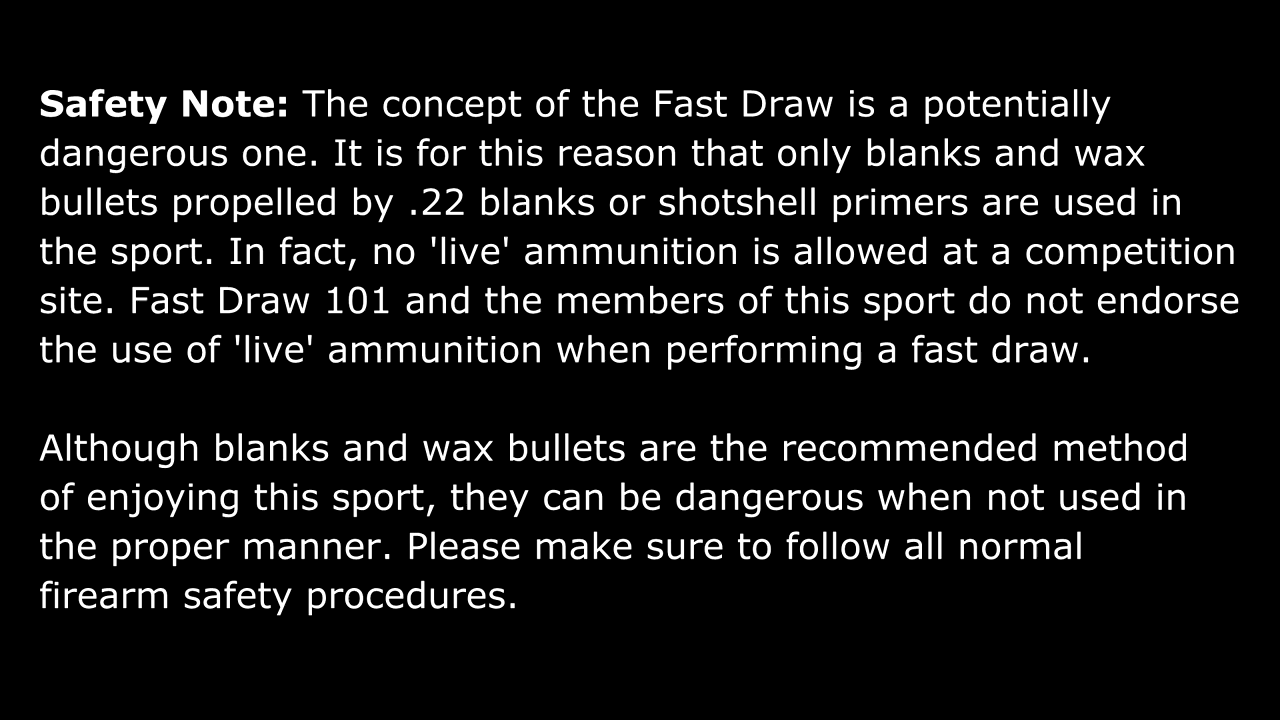 Safety Note: The concept of the Fast Draw is a potentially
dangerous one. It is for this reason that only blanks and wax
bullets propelled by .22 blanks or shotshell primers are used in
the sport. In fact, no 'live' ammunition is allowed at a competition
site. Fast Draw 101 and the members of this sport do not endorse
the use of 'live' ammunition when performing a fast draw.
Although blanks and wax bullets are the recommended method
of enjoying this sport, they can be dangerous when not used in
the proper manner. Please make sure to follow all normal
firearm safety procedures.